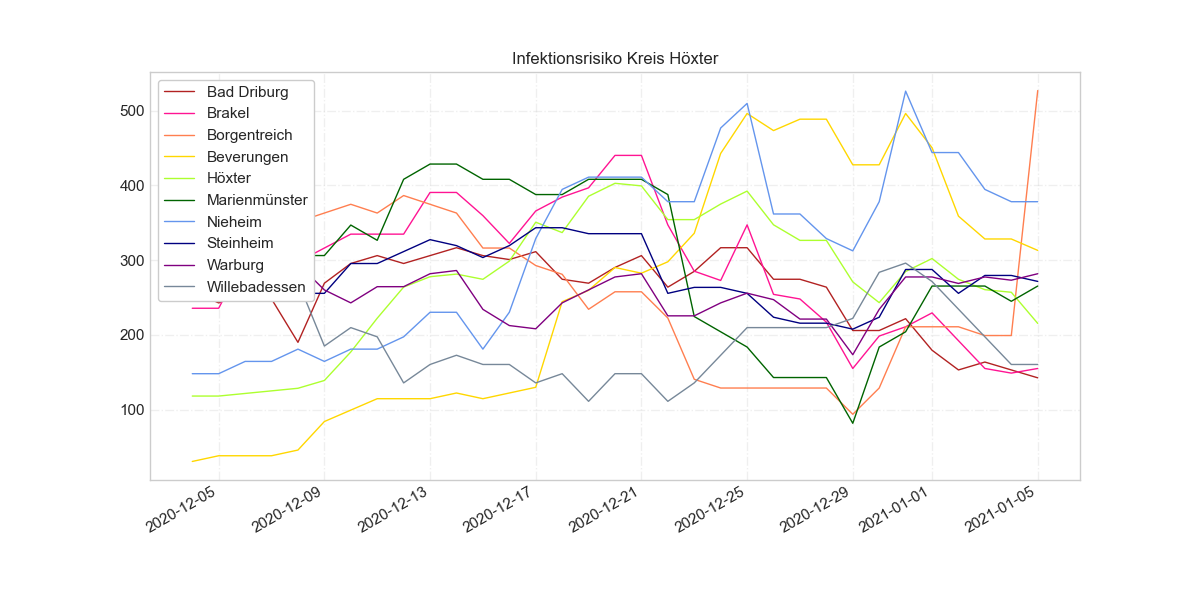 Infektionsrisiko Kreis Höxter
Bad Driburg
Brakel
Borgentreich
Beverungen
Höxter
Marienmünster
Nieheim
Steinheim
Warburg
Willebadessen
500
400
300
200
100
2020-12-05
2020-12-09
2020-12-13
2020-12-17
2020-12-21
2020-12-25
2020-12-29
2021-01-01
2021-01-05